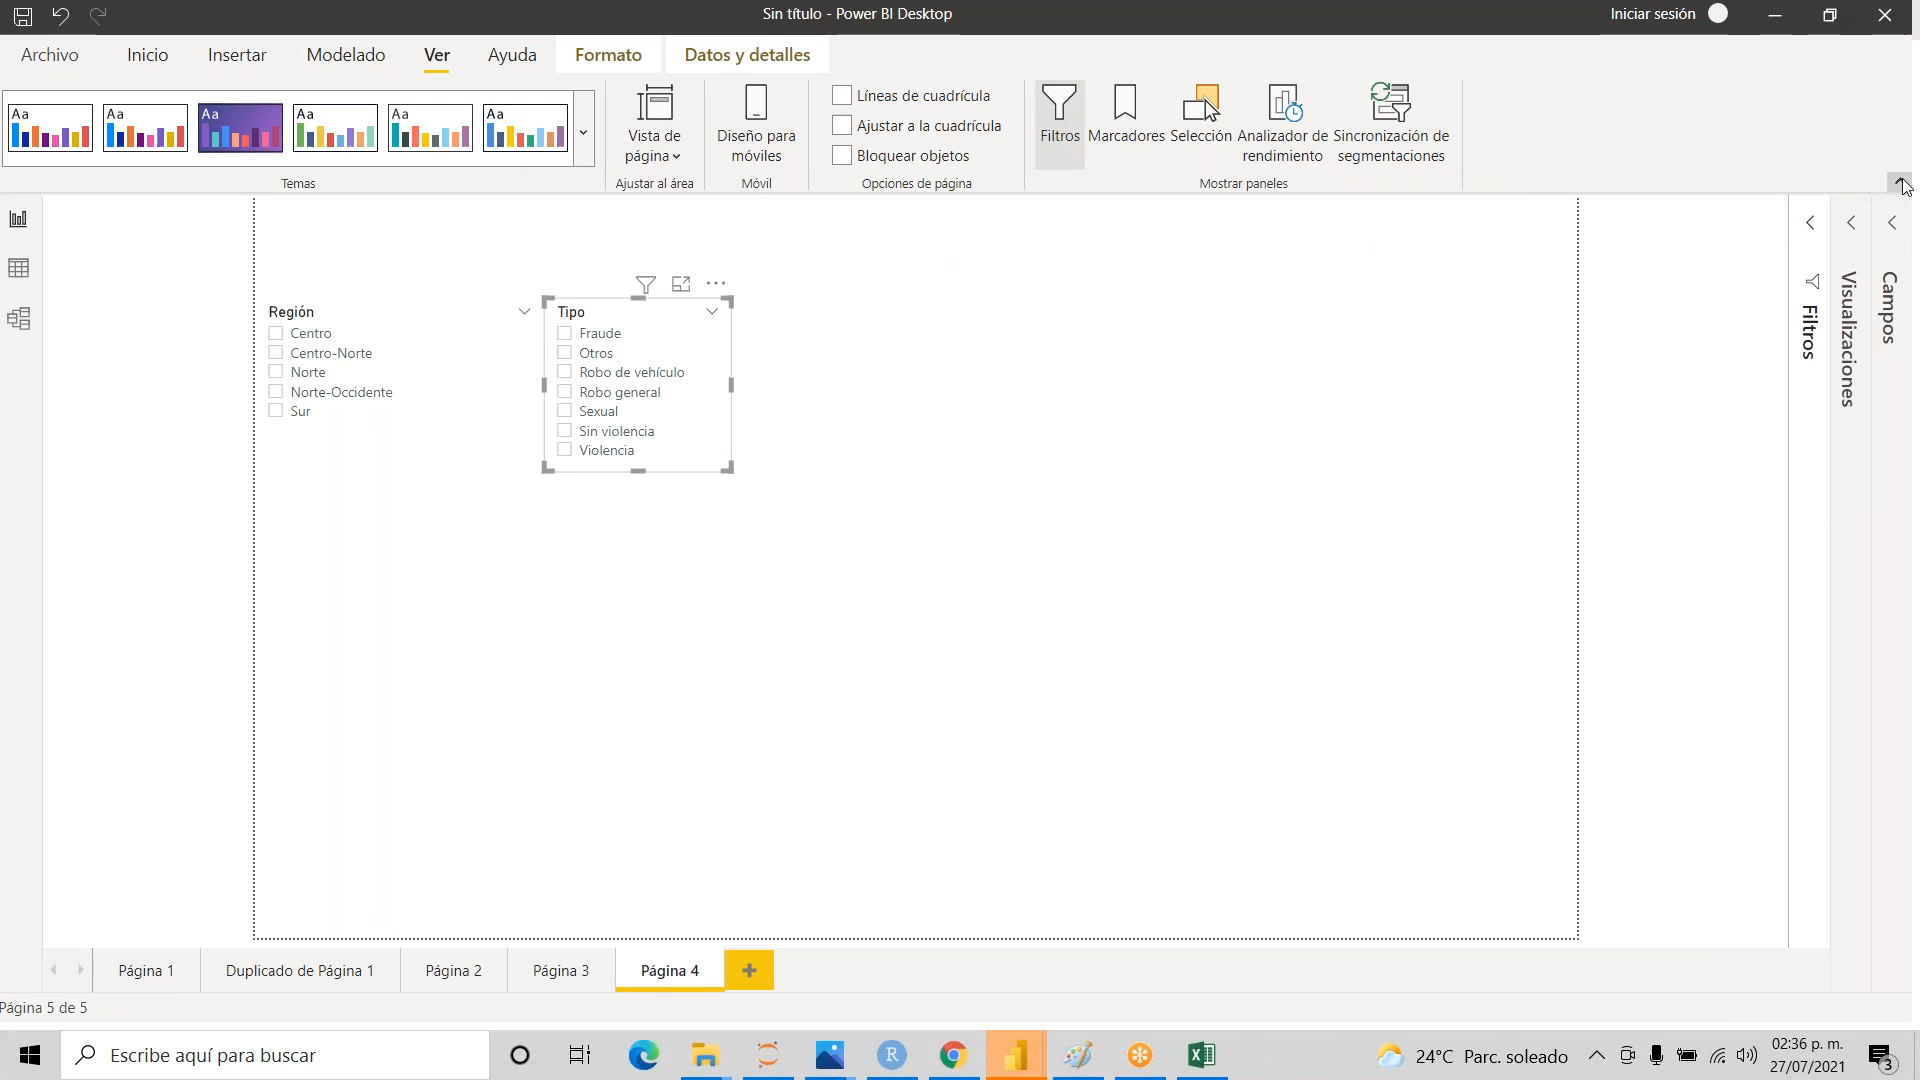 Sin título - Power BI Desktop
Iniciar sesión
Archivo Inicio Insertar Modelado Ver Ayuda Formato Datos y detalles
Aa Aa Aa Aa Aa Aa
Vista de página
Diseño para móviles
Líneas de cuadrícula
Ajustar a la cuadrícula
Bloquear objetos
Filtros
Marcadores
Selección
Analizador de rendimiento
Sincronización de segmentaciones
Temas
Ajustar al área
Móvil
Opciones de página
Mostrar paneles
Región
Centro
Centro-Norte
Norte
Norte-Occidente
Sur
Tipo
Fraude
Otros
Robo de vehículo
Robo general
Sexual
Sin violencia
Violencia
Filtros
Visualizaciones
Campos
Página 1
Duplicado de Página 1
Página 2
Página 3
Página 4
Página 5 de 5
Escribe aquí para buscar
R
24°C Parc. soleado
02:36 p. m.
27/07/2021
3